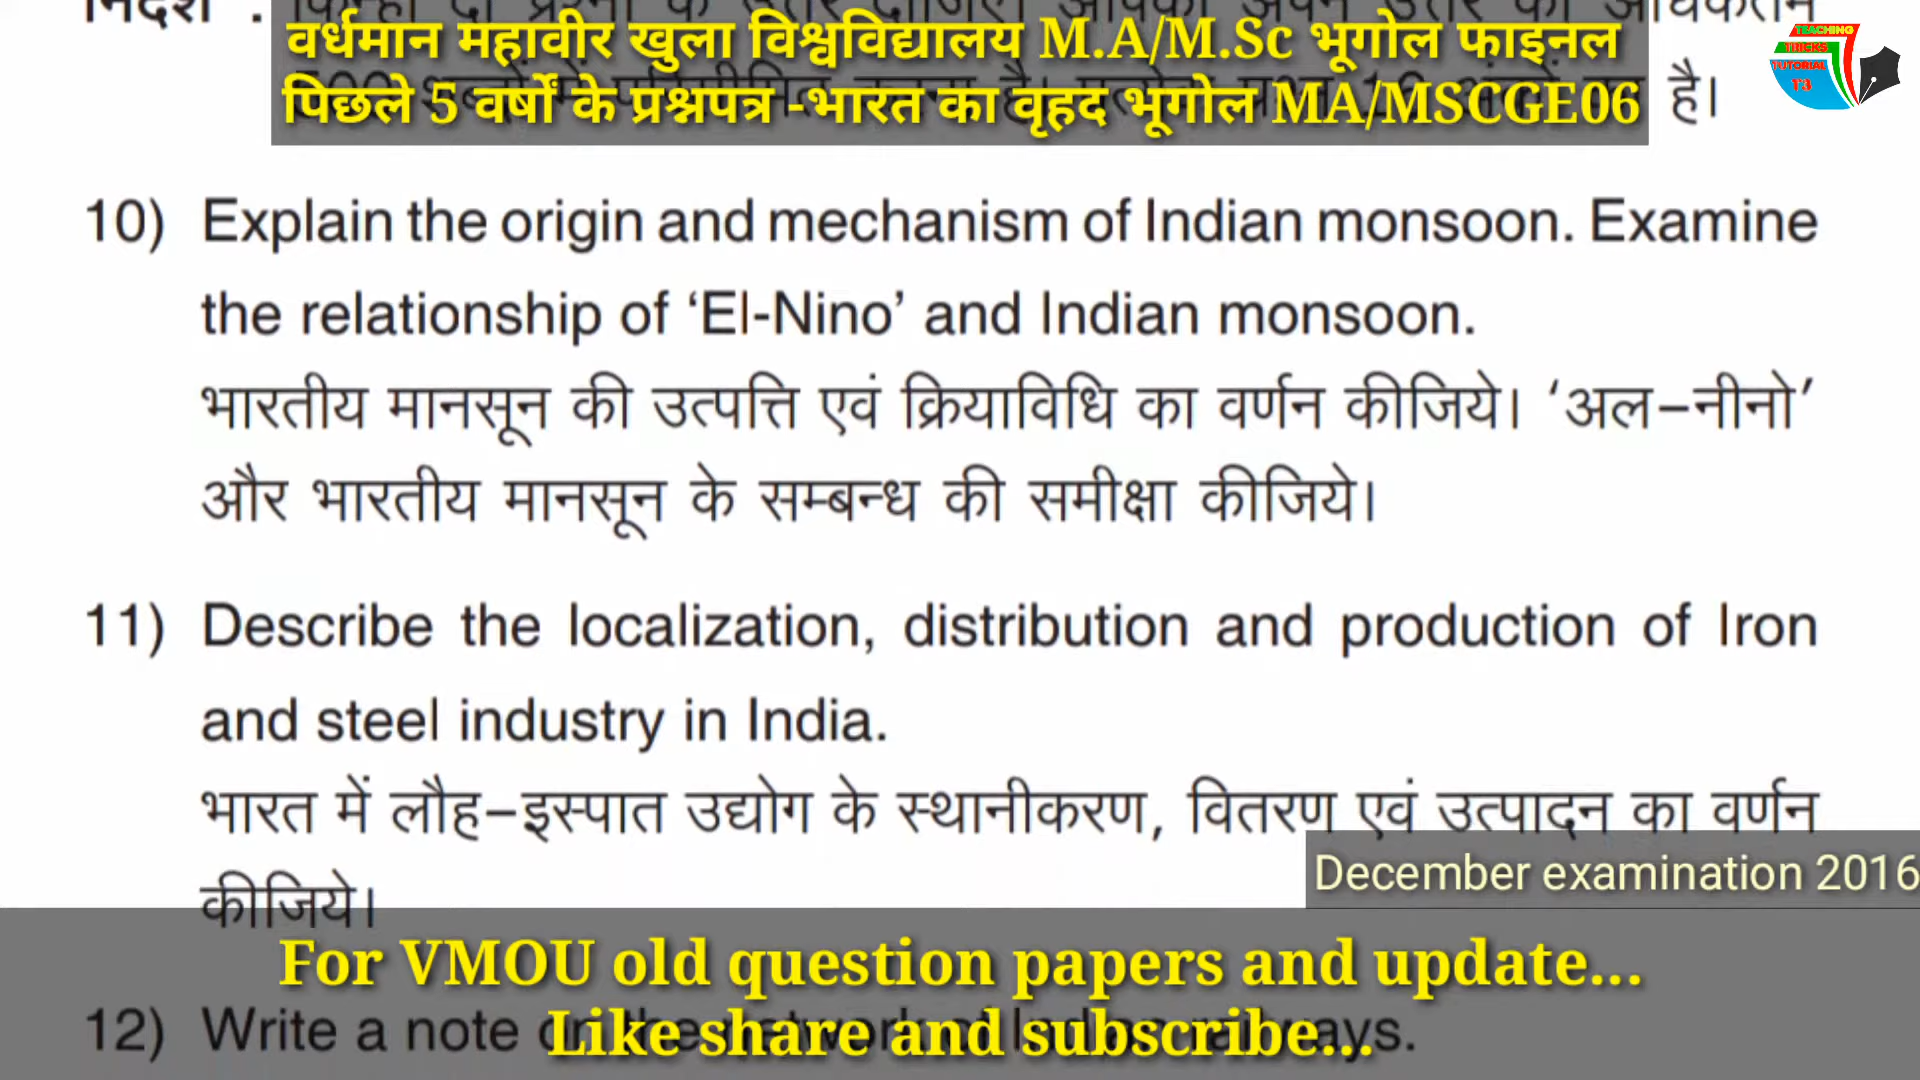 निर्देश :
वर्धमान महावीर खुला विश्वविद्यालय M.A/M.Sc भूगोल फाइनल
पिछले 5 वर्षों के प्रश्नपत्र -भारत का वृहद भूगोल MA/MSCGE06
है।
TEACHING
TRICKS
TUTORIAL
T3
10) Explain the origin and mechanism of Indian monsoon. Examine
the relationship of ‘El-Nino’ and Indian monsoon.
भारतीय मानसून की उत्पत्ति एवं क्रियाविधि का वर्णन कीजिये। ‘अल–नीनो’
और भारतीय मानसून के सम्बन्ध की समीक्षा कीजिये।
11) Describe the localization, distribution and production of Iron
and steel industry in India.
भारत में लौह–इस्पात उद्योग के स्थानीकरण, वितरण एवं उत्पादन का वर्णन
कीजिये।
December examination 2016
For VMOU old question papers and update...
12) Write a note
Like share and subscribe...